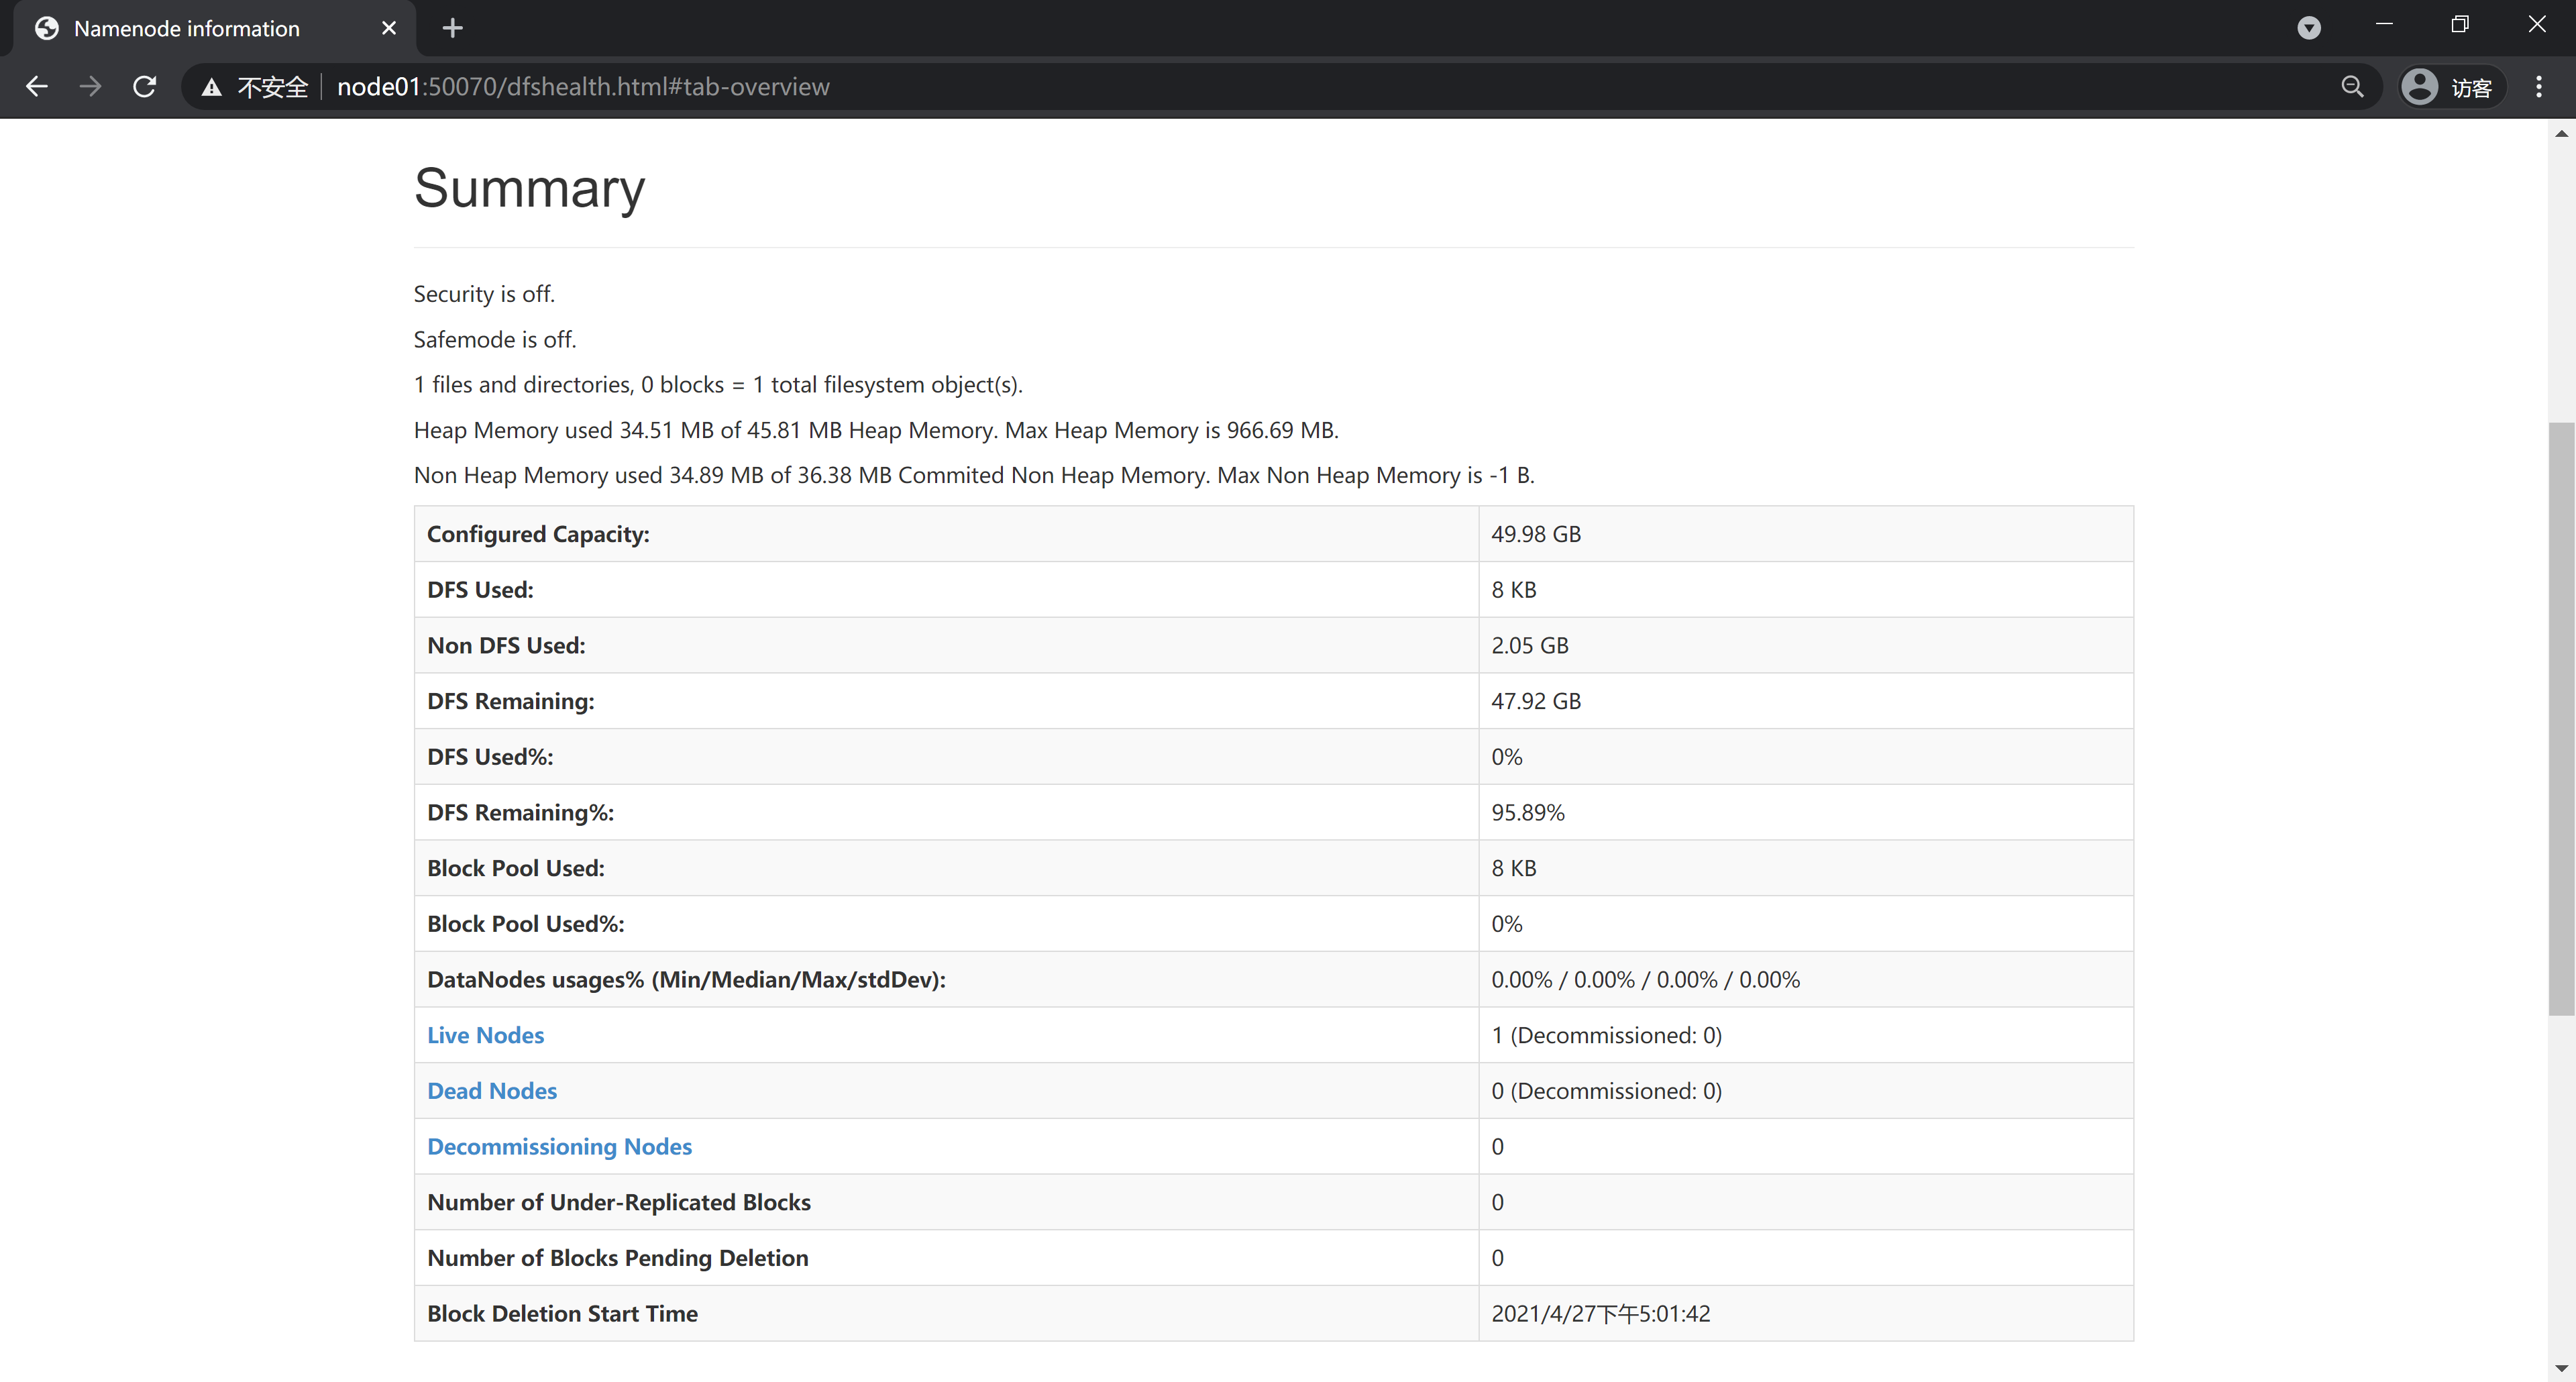 Namenode information
不安全 node01:50070/dfshealth.html#tab-overview 访客
Summary
Security is off.
Safemode is off.
1 files and directories, 0 blocks = 1 total filesystem object(s).
Heap Memory used 34.51 MB of 45.81 MB Heap Memory. Max Heap Memory is 966.69 MB.
Non Heap Memory used 34.89 MB of 36.38 MB Commited Non Heap Memory. Max Non Heap Memory is -1 B.
Configured Capacity: 49.98 GB
DFS Used: 8 KB
Non DFS Used: 2.05 GB
DFS Remaining: 47.92 GB
DFS Used%: 0%
DFS Remaining%: 95.89%
Block Pool Used: 8 KB
Block Pool Used%: 0%
DataNodes usages% (Min/Median/Max/stdDev): 0.00% / 0.00% / 0.00% / 0.00%
Live Nodes 1 (Decommissioned: 0)
Dead Nodes 0 (Decommissioned: 0)
Decommissioning Nodes 0
Number of Under-Replicated Blocks 0
Number of Blocks Pending Deletion 0
Block Deletion Start Time 2021/4/27下午5:01:42